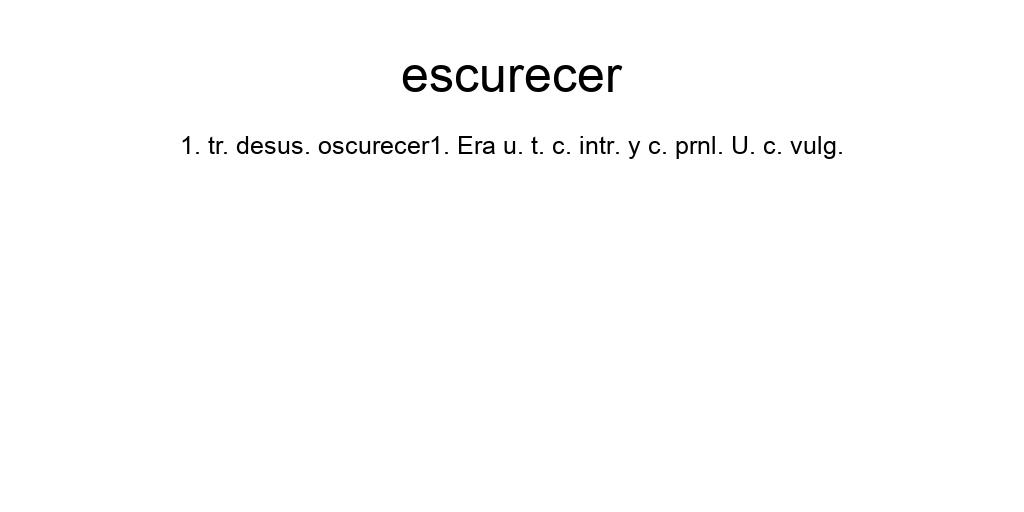 escurecer
1. tr. desus. oscurecer1. Era u. t. c. intr. y c. prnl. U. c. vulg.